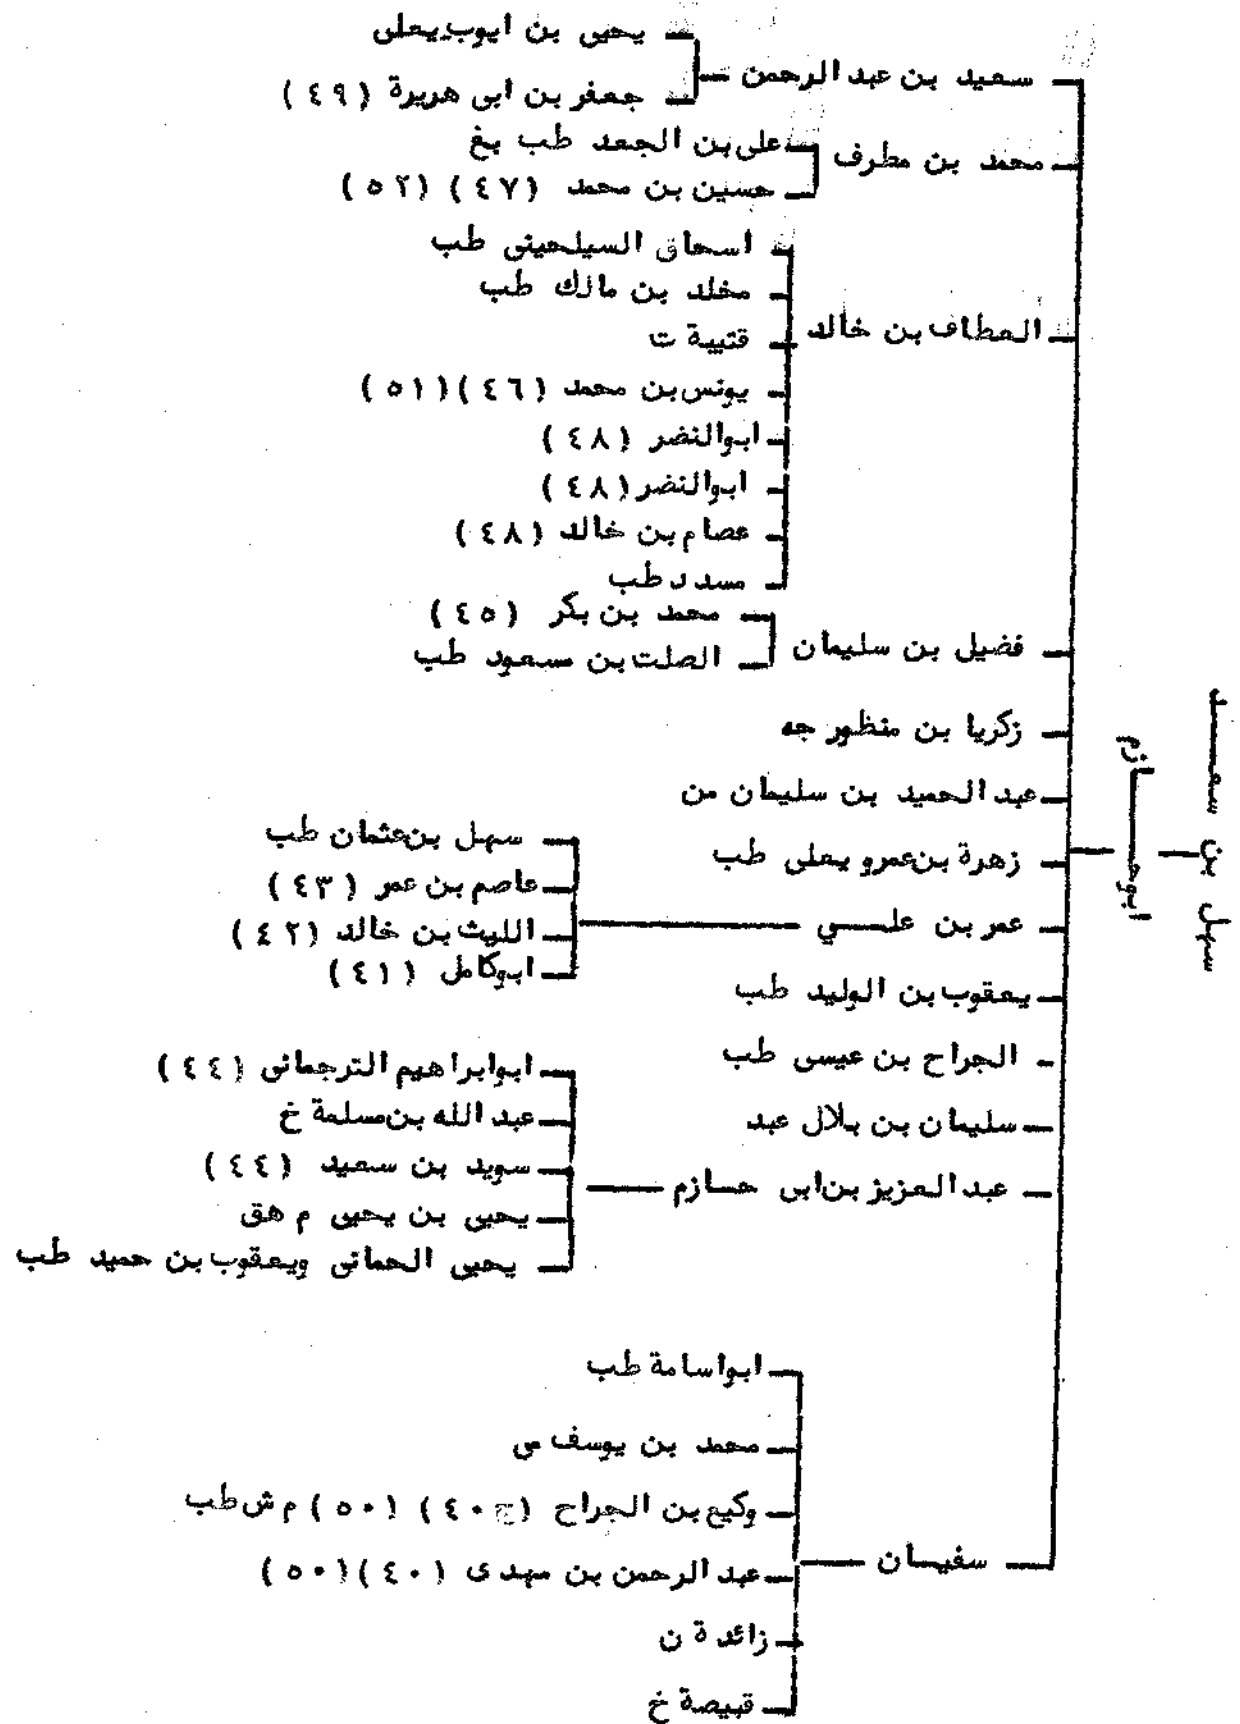 سهل بن سعد
ابوحازم
سعيد بن عبد الرحمن
يحيى بن ايوب يعلى
جعفر بن ابى هريرة (٤٩)
محمد بن مطرف
على بن الجعد طب بغ
حسين بن محمد (٤٧) (٥٢)
العطاف بن خالد
اسحاق السيلحينى طب
مخلد بن مالك طب
قتيبة ت
يونس بن محمد (٤٦) (٥١)
ابوالنضر (٤٨)
ابوالنضر (٤٨)
عصام بن خالد (٤٨)
مسدد طب
فضيل بن سليمان
محمد بن بكر (٤٥)
الصلت بن مسعود طب
زكريا بن منظور جه
عبد الحميد بن سليمان من
زهرة بن عمرو يعلى طب
عمر بن علي
سهل بن عثمان طب
عاصم بن عمر (٤٣)
الليث بن خالد (٤٢)
ابوكامل (٤١)
يعقوب بن الوليد طب
الجراح بن عيسى طب
سليمان بن بلال عبد
عبد العزيز بن ابى حازم
ابوابراهيم الترجمانى (٤٤)
عبد الله بن مسلمة خ
سويد بن سعيد (٤٤)
يحيى بن يحيى م هق
يحيى الحمانى ويعقوب بن حميد طب
سفيان
ابواسامة طب
محمد بن يوسف مى
وكيع بن الجراح (ج٤٠) (٥٠) م ش طب
عبد الرحمن بن مهدى (٤٠) (٥٠)
زائدة ن
قبيصة خ